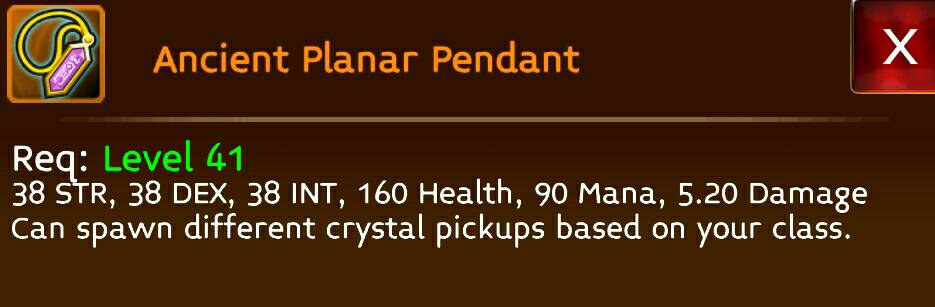 Ancient Planar Pendant
X
Req: Level 41
38 STR, 38 DEX, 38 INT, 160 Health, 90 Mana, 5.20 Damage
Can spawn different crystal pickups based on your class.